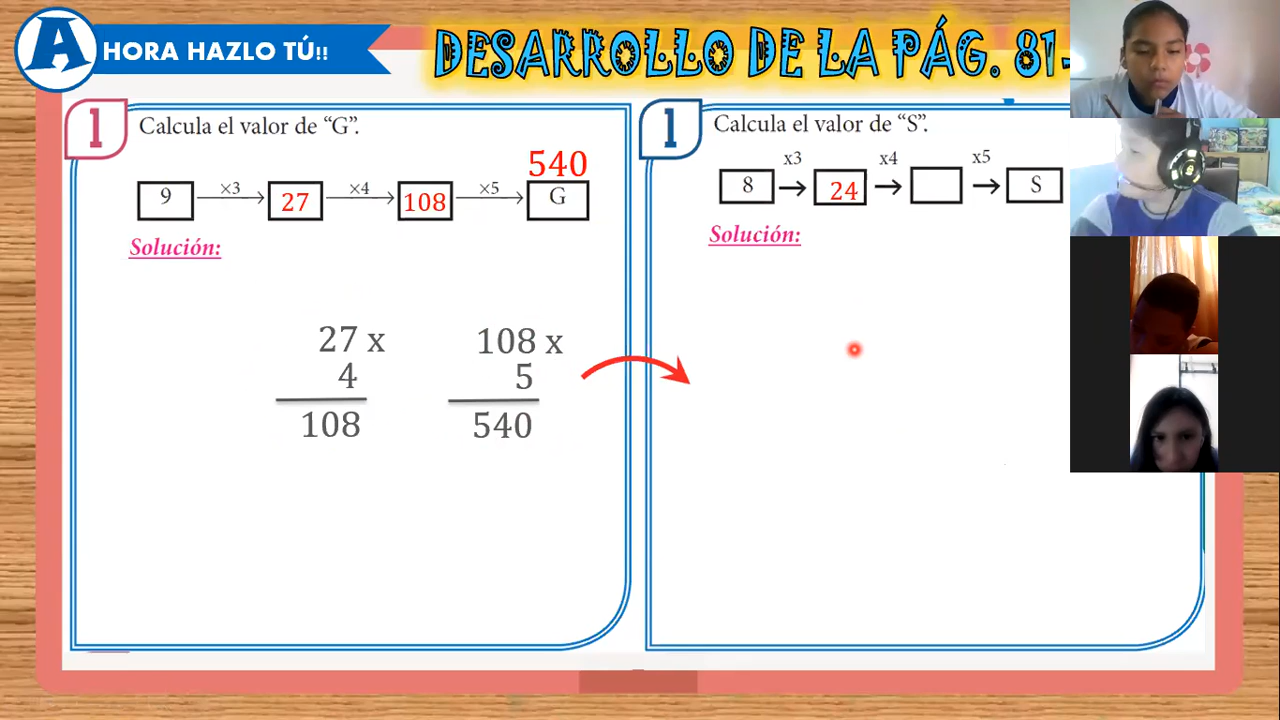 AHORA HAZLO TÚ!!
DESARROLLO DE LA PÁG. 81-
1
Calcula el valor de “G”.
540
9 ×3 27 ×4 108 ×5 G
Solución:
27 x
4
108
108 x
5
540
1
Calcula el valor de “S”.
8 x3 24 x4 x5 S
Solución: